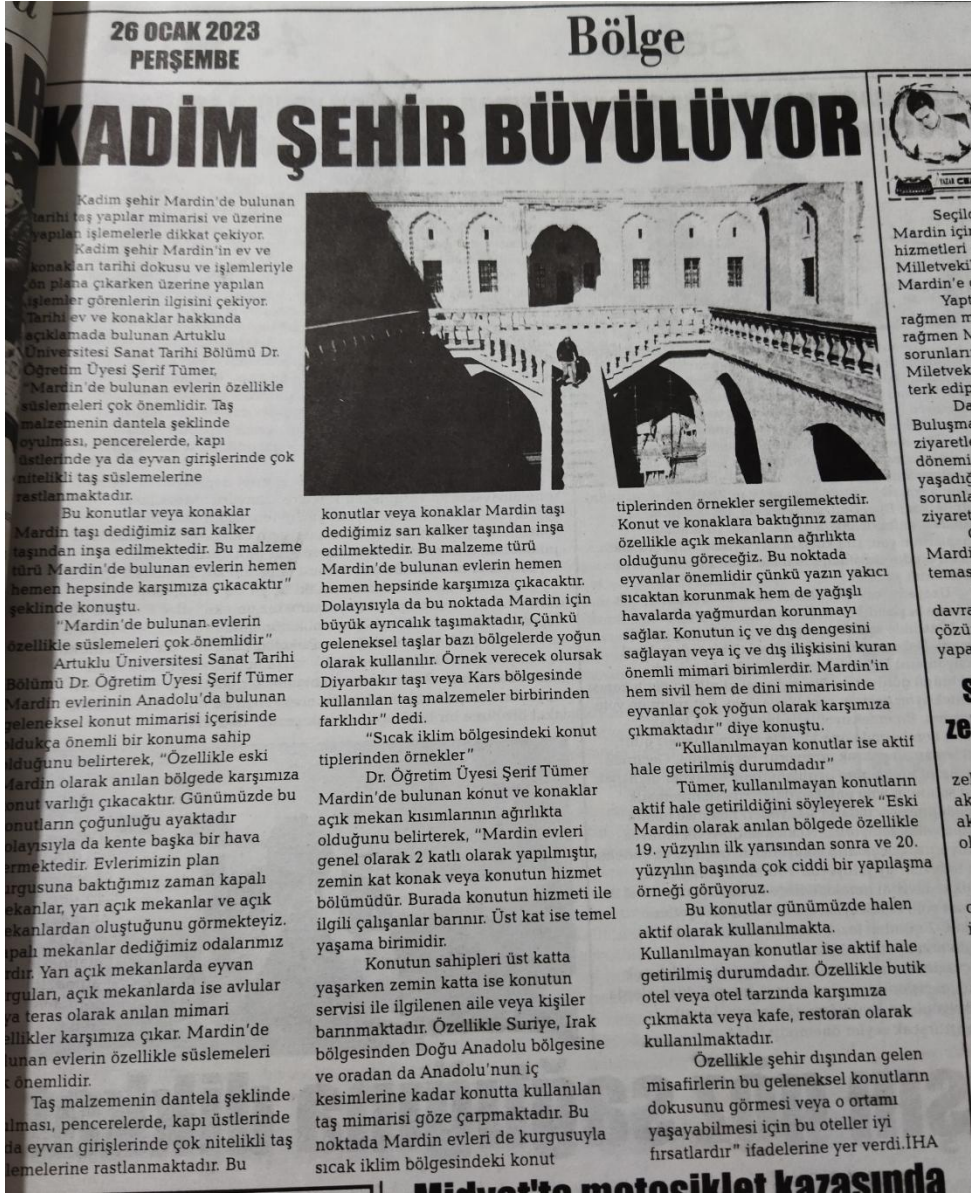 26 OCAK 2023
PERŞEMBE
Bölge
KADİM ŞEHİR BÜYÜLÜYOR
Kadim şehir Mardin'de bulunan
tarihi taş yapılar mimarisi ve üzerine
yapılan işlemelerle dikkat çekiyor.
Kadim şehir Mardin'in ev ve
konakları tarihi dokusu ve işlemeleriyle
ön plana çıkarken üzerine yapılan
işlemler görenlerin ilgisini çekiyor.
Tarihi ev ve konaklar hakkında
açıklamada bulunan Artuklu
Üniversitesi Sanat Tarihi Bölümü Dr.
Öğretim Üyesi Şerif Tümer,
"Mardin'de bulunan evlerin özellikle
süslemeleri çok önemlidir. Taş
malzemenin dantela şeklinde
oyulması, pencerelerde, kapı
üstlerinde ya da eyvan girişlerinde çok
nitelikli taş süslemelerine
rastlanmaktadır.
Bu konutlar veya konaklar
Mardin taşı dediğimiz sarı kalker
taşından inşa edilmektedir. Bu malzeme
türü Mardin'de bulunan evlerin hemen
hemen hepsinde karşımıza çıkacaktır"
şeklinde konuştu.
"Mardin'de bulunan evlerin
özellikle süslemeleri çok önemlidir"
Artuklu Üniversitesi Sanat Tarihi
Bölümü Dr. Öğretim Üyesi Şerif Tümer
Mardin evlerinin Anadolu'da bulunan
geleneksel konut mimarisi içerisinde
oldukça önemli bir konuma sahip
olduğunu belirterek, "Özellikle eski
Mardin olarak anılan bölgede karşımıza
konut varlığı çıkacaktır. Günümüzde bu
konutların çoğunluğu ayaktadır
dolayısıyla da kente başka bir hava
vermektedir. Evlerimizin plan
kurgusuna baktığımız zaman kapalı
mekanlar, yarı açık mekanlar ve açık
mekanlardan oluştuğunu görmekteyiz.
Kapalı mekanlar dediğimiz odalarımız
vardır. Yarı açık mekanlarda eyvan
kurguları, açık mekanlarda ise avlular
veya teras olarak anılan mimari
özellikler karşımıza çıkar. Mardin'de
bulunan evlerin özellikle süslemeleri
çok önemlidir.
Taş malzemenin dantela şeklinde
oyulması, pencerelerde, kapı üstlerinde
ya da eyvan girişlerinde çok nitelikli taş
süslemelerine rastlanmaktadır. Bu
konutlar veya konaklar Mardin taşı
dediğimiz sarı kalker taşından inşa
edilmektedir. Bu malzeme türü
Mardin'de bulunan evlerin hemen
hemen hepsinde karşımıza çıkacaktır.
Dolayısıyla da bu noktada Mardin için
büyük ayrıcalık taşımaktadır, Çünkü
geleneksel taşlar bazı bölgelerde yoğun
olarak kullanılır. Örnek verecek olursak
Diyarbakır taşı veya Kars bölgesinde
kullanılan taş malzemeler birbirinden
farklıdır" dedi.
"Sıcak iklim bölgesindeki konut
tiplerinden örnekler"
Dr. Öğretim Üyesi Şerif Tümer
Mardin'de bulunan konut ve konaklar
açık mekan kısımlarının ağırlıkta
olduğunu belirterek, "Mardin evleri
genel olarak 2 katlı olarak yapılmıştır,
zemin kat konak veya konutun hizmet
bölümüdür. Burada konutun hizmeti ile
ilgili çalışanlar barınır. Üst kat ise temel
yaşama birimidir.
Konutun sahipleri üst katta
yaşarken zemin katta ise konutun
servisi ile ilgilenen aile veya kişiler
barınmaktadır. Özellikle Suriye, Irak
bölgesinden Doğu Anadolu bölgesine
ve oradan da Anadolu'nun iç
kesimlerine kadar konutta kullanılan
taş mimarisi göze çarpmaktadır. Bu
noktada Mardin evleri de kurgusuyla
sıcak iklim bölgesindeki konut
tiplerinden örnekler sergilemektedir.
Konut ve konaklara baktığınız zaman
özellikle açık mekanların ağırlıkta
olduğunu göreceğiz. Bu noktada
eyvanlar önemlidir çünkü yazın yakıcı
sıcaktan korunmak hem de yağışlı
havalarda yağmurdan korunmayı
sağlar. Konutun iç ve dış dengesini
sağlayan veya iç ve dış ilişkisini kuran
önemli mimari birimlerdir. Mardin'in
hem sivil hem de dini mimarisinde
eyvanlar çok yoğun olarak karşımıza
çıkmaktadır" diye konuştu.
"Kullanılmayan konutlar ise aktif
hale getirilmiş durumdadır"
Tümer, kullanılmayan konutların
aktif hale getirildiğini söyleyerek "Eski
Mardin olarak anılan bölgede özellikle
19. yüzyılın ilk yarısından sonra ve 20.
yüzyılın başında çok ciddi bir yapılaşma
örneği görüyoruz.
Bu konutlar günümüzde halen
aktif olarak kullanılmakta.
Kullanılmayan konutlar ise aktif hale
getirilmiş durumdadır. Özellikle butik
otel veya otel tarzında karşımıza
çıkmakta veya kafe, restoran olarak
kullanılmaktadır.
Özellikle şehir dışından gelen
misafirlerin bu geleneksel konutların
dokusunu görmesi veya o ortamı
yaşayabilmesi için bu oteller iyi
fırsatlardır" ifadelerine yer verdi.İHA
YAZAR
Mardin
hizmetleri
Mardin'e
rağmen
rağmen
terk edip
Midyat'te motosiklet kazasında